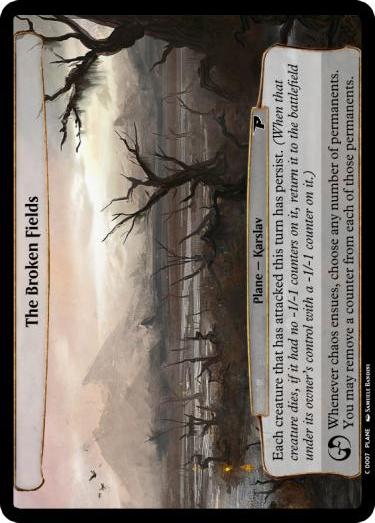 The Broken Fields
Plane — Karslav
Each creature that has attacked this turn has persist. (When that
creature dies, if it had no -1/-1 counters on it, return it to the battlefield
under its owner's control with a -1/-1 counter on it.)
Whenever chaos ensues, choose any number of permanents.
You may remove a counter from each of those permanents.
C 0007 PLANE SAMUELE BANDINI